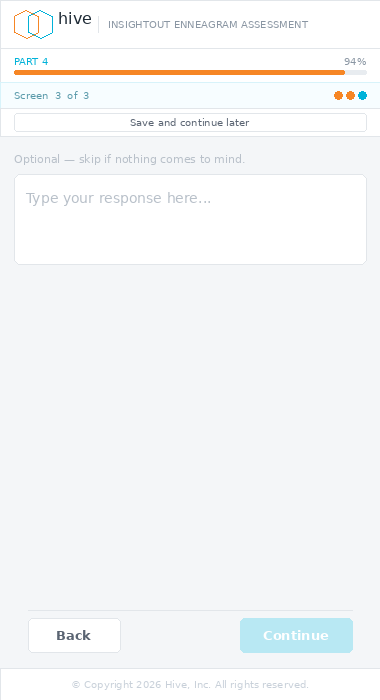 hive
INSIGHTOUT ENNEAGRAM ASSESSMENT
PART 4 94%
Screen 3 of 3
Save and continue later
Optional — skip if nothing comes to mind.
Type your response here...
Back Continue
© Copyright 2026 Hive, Inc. All rights reserved.